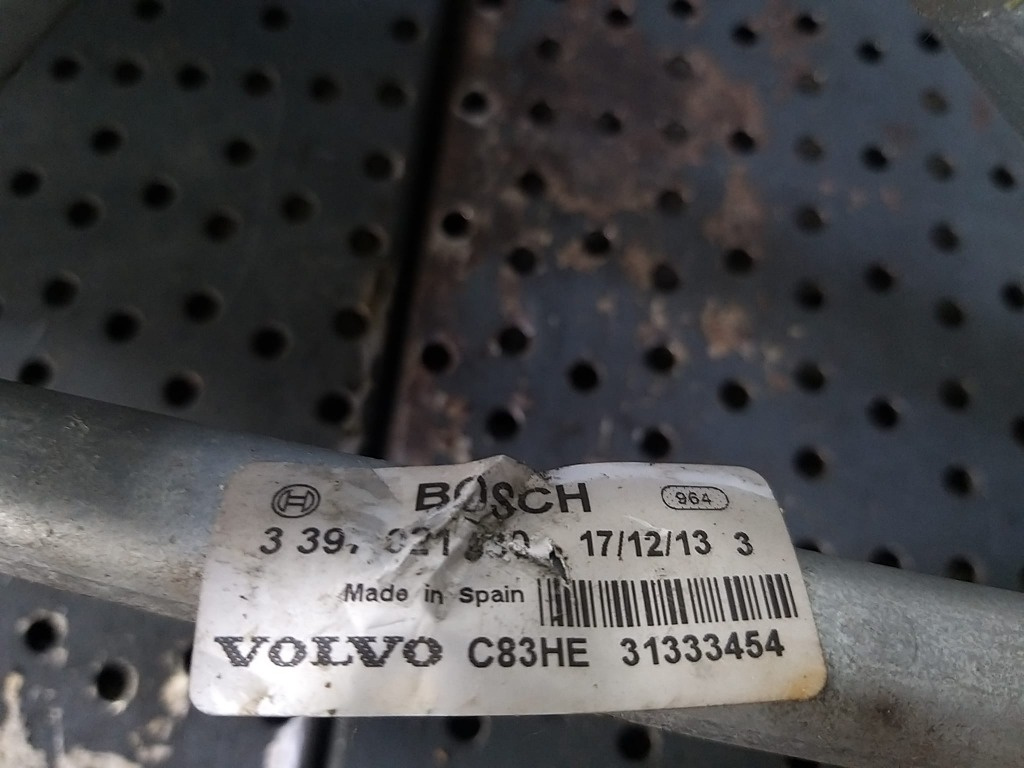 BOSCH 964
17/12/13 3
Made in Spain
VOLVO C83HE 31333454